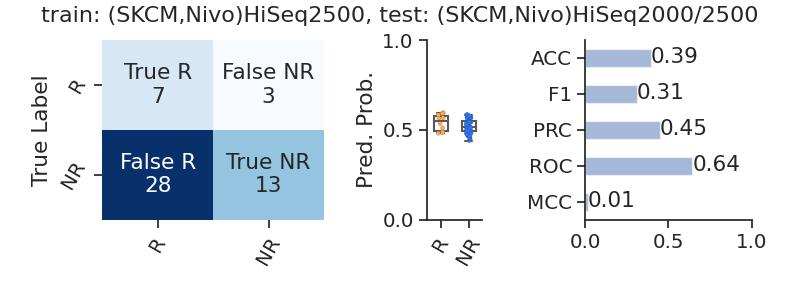 train: (SKCM,Nivo)HiSeq2500, test: (SKCM,Nivo)HiSeq2000/2500
True Label
R
NR
True R
7
False NR
3
False R
28
True NR
13
R
NR
Pred. Prob.
1.0
0.5
0.0
R
NR
ACC
0.39
F1
0.31
PRC
0.45
ROC
0.64
MCC
0.01
0.0
0.5
1.0